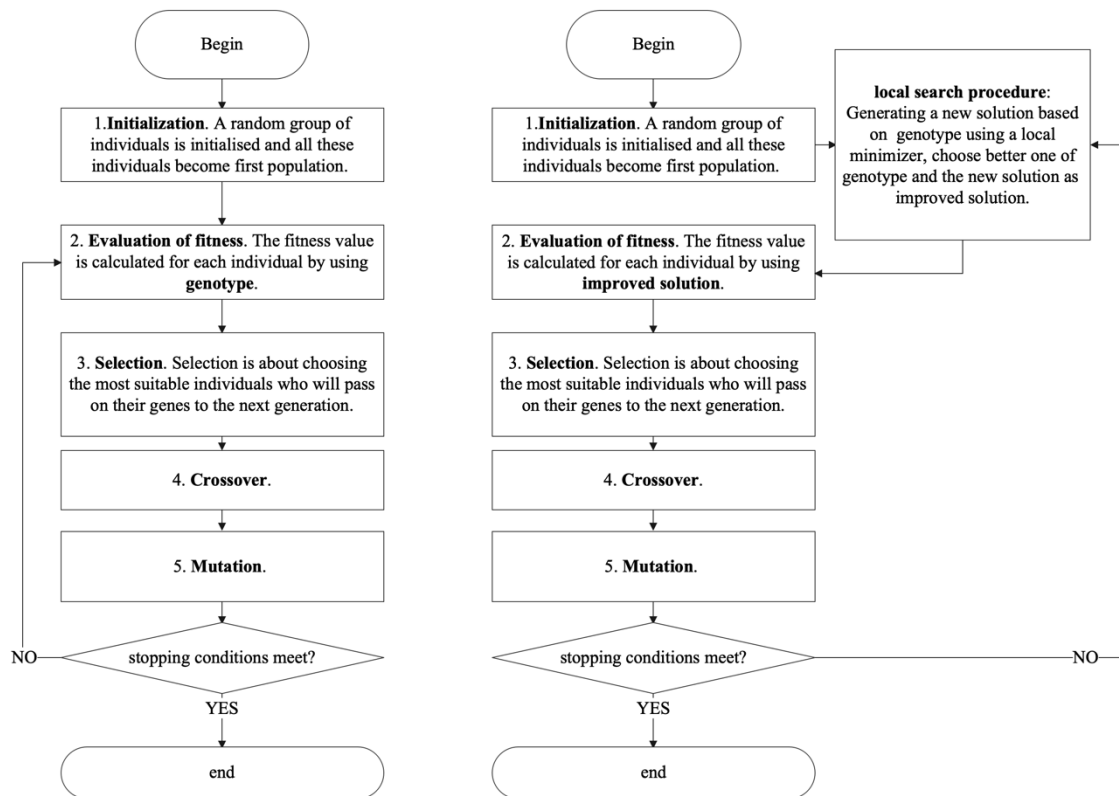 Begin
1.Initialization. A random group of
individuals is initialised and all these
individuals become first population.
2. Evaluation of fitness. The fitness value
is calculated for each individual by using
genotype.
3. Selection. Selection is about choosing
the most suitable individuals who will pass
on their genes to the next generation.
4. Crossover.
5. Mutation.
stopping conditions meet?
NO
YES
end
Begin
1.Initialization. A random group of
individuals is initialised and all these
individuals become first population.
local search procedure:
Generating a new solution based
on genotype using a local
minimizer, choose better one of
genotype and the new solution as
improved solution.
2. Evaluation of fitness. The fitness value
is calculated for each individual by using
improved solution.
3. Selection. Selection is about choosing
the most suitable individuals who will pass
on their genes to the next generation.
4. Crossover.
5. Mutation.
stopping conditions meet?
NO
YES
end